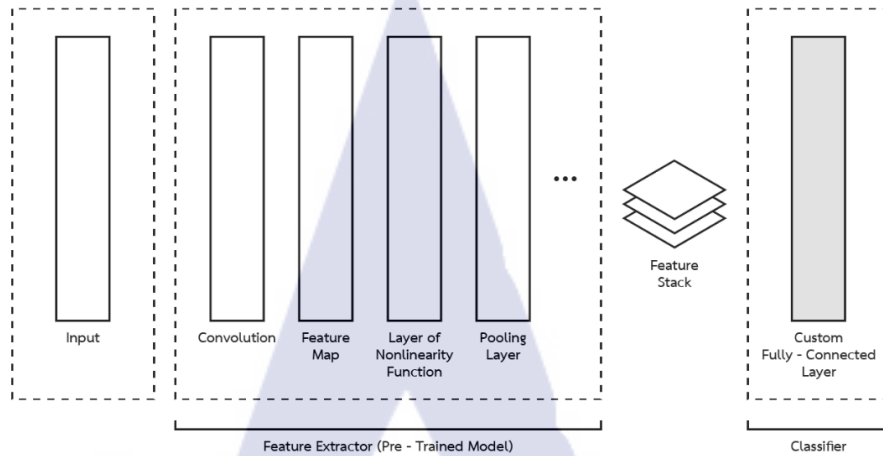 Input
Convolution
Feature
Map
Layer of
Nonlinearity
Function
Pooling
Layer
...
Feature
Stack
Custom
Fully - Connected
Layer
Feature Extractor (Pre - Trained Model)
Classifier